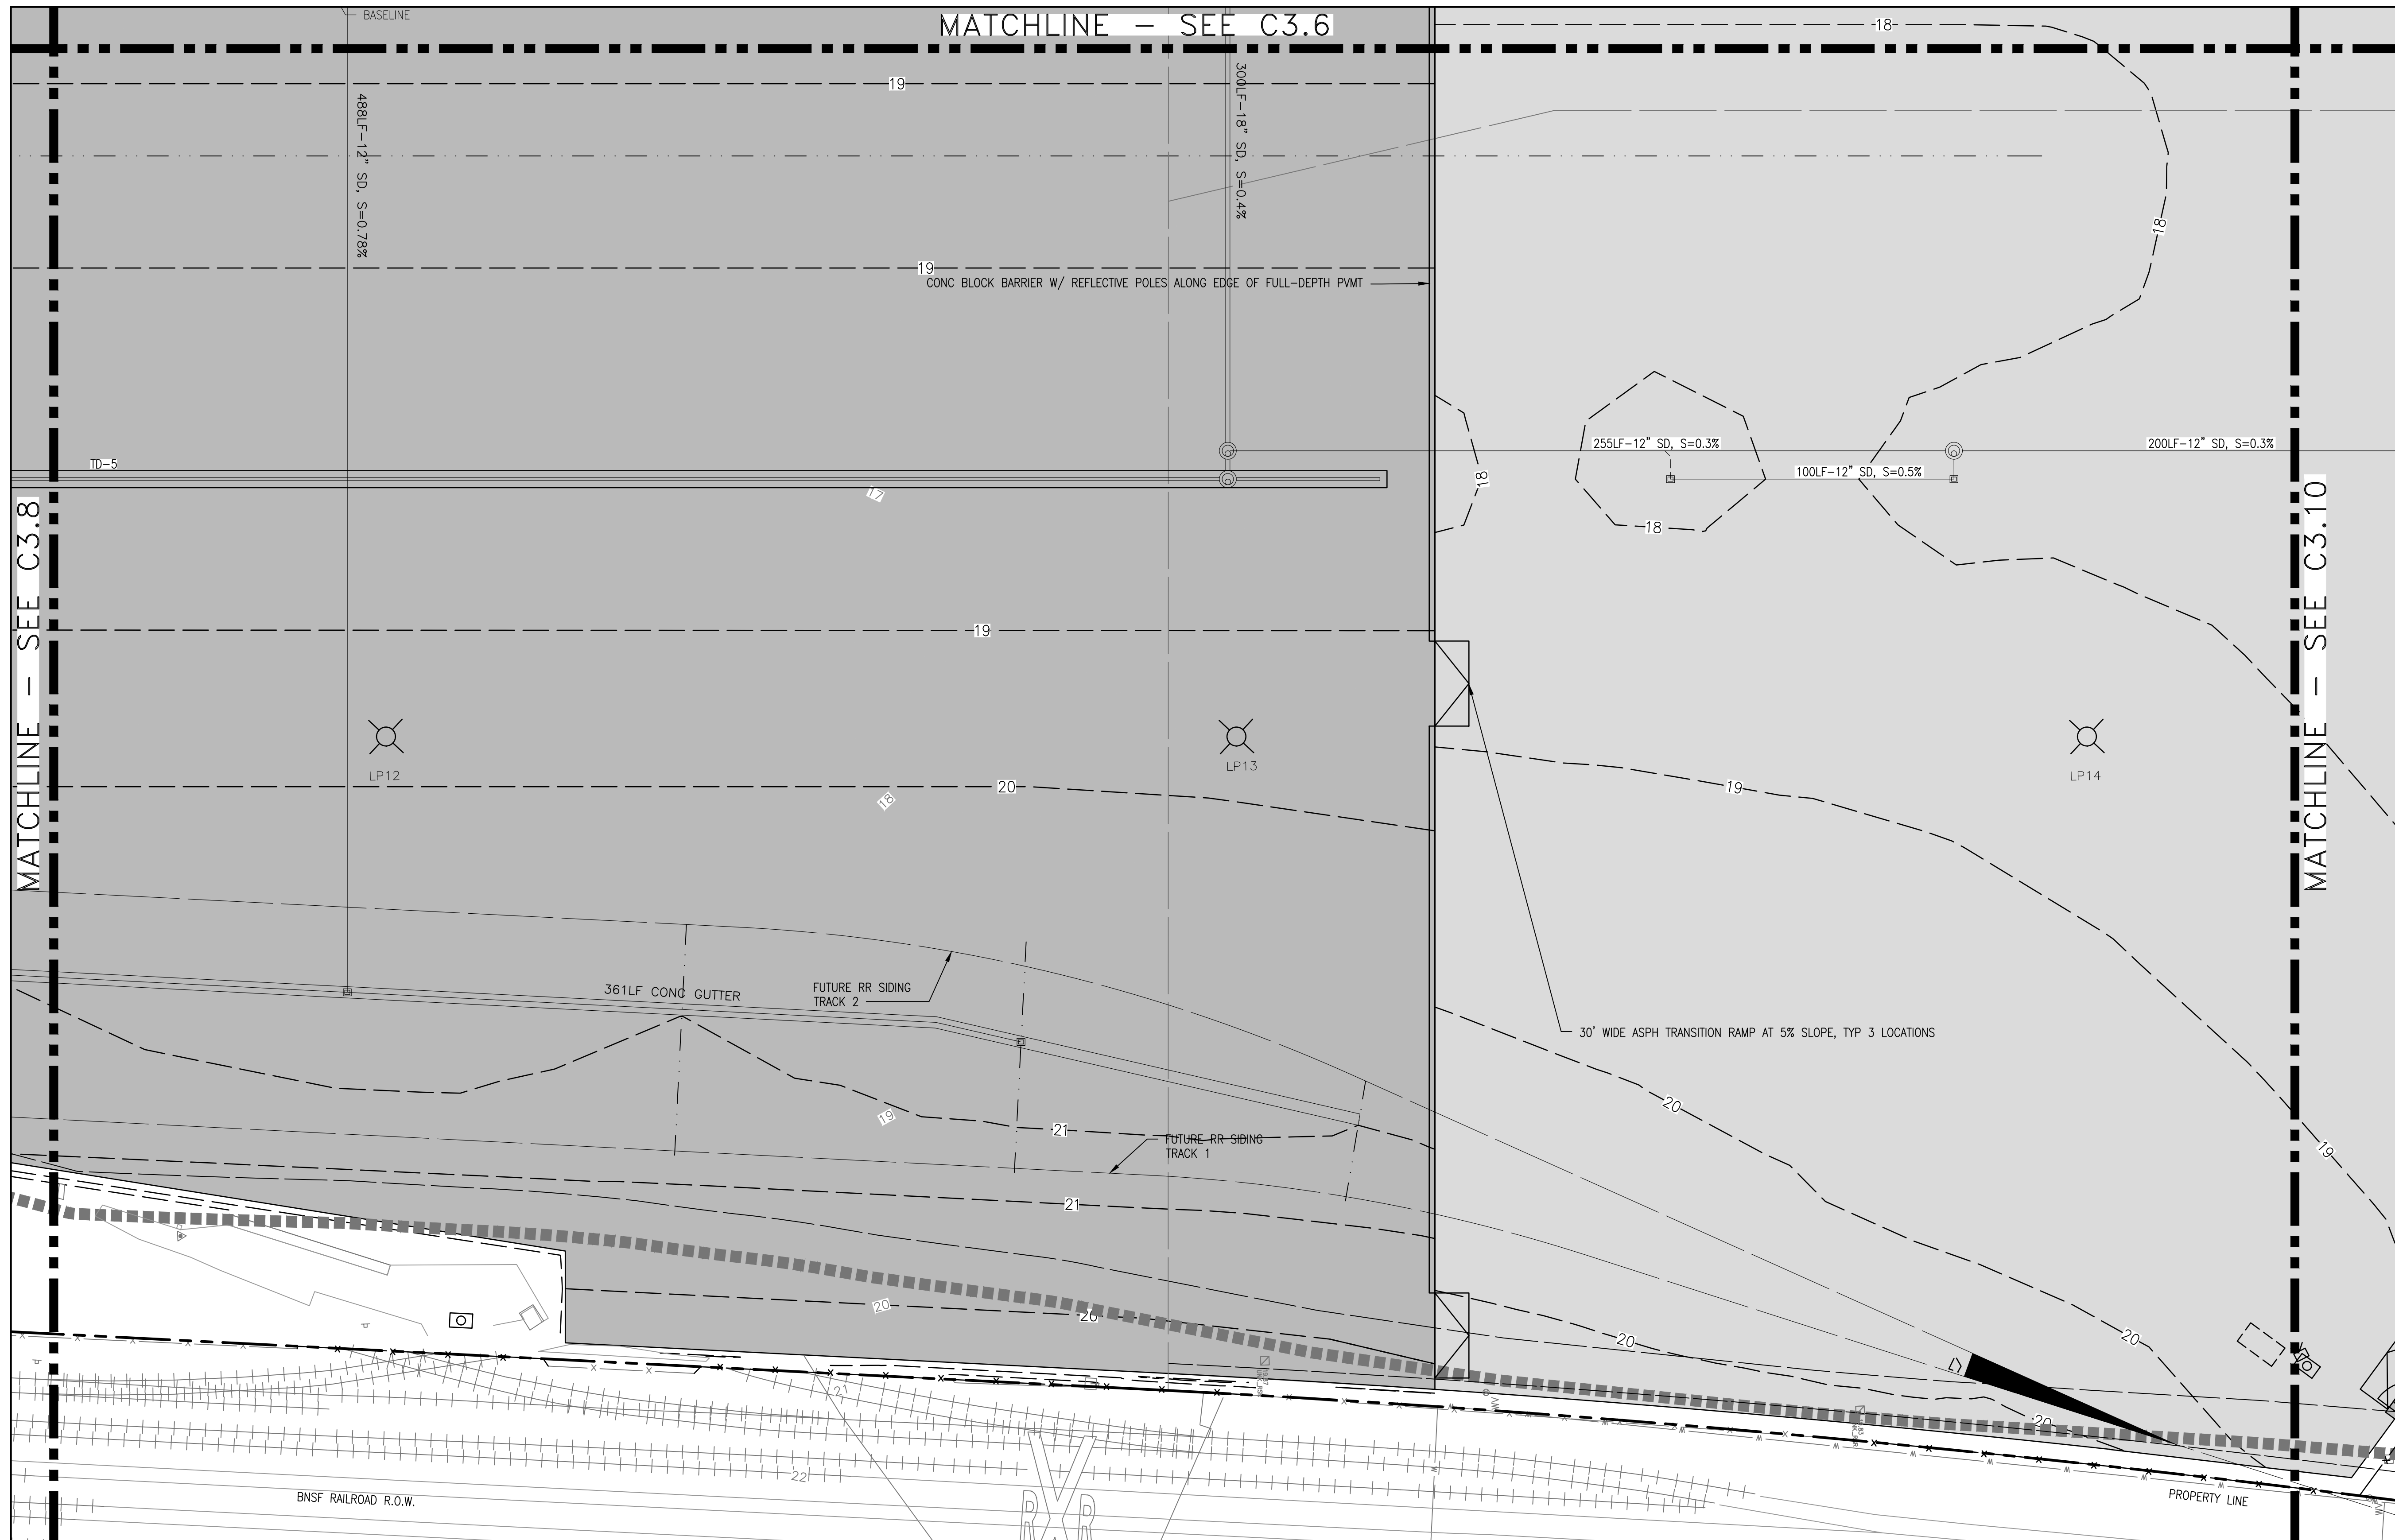 BASELINE
MATCHLINE – SEE C3.6
18
19
488LF-12" SD, S=0.78%
300LF-18" SD, S=0.4%
18
19
CONC BLOCK BARRIER W/ REFLECTIVE POLES ALONG EDGE OF FULL-DEPTH PVMT
255LF-12" SD, S=0.3%
200LF-12" SD, S=0.3%
TD-5
100LF-12" SD, S=0.5%
17
18
18
MATCHLINE – SEE C3.8
MATCHLINE – SEE C3.10
19
LP12
LP13
LP14
20
18
19
361LF CONC GUTTER
FUTURE RR SIDING
TRACK 2
30' WIDE ASPH TRANSITION RAMP AT 5% SLOPE, TYP 3 LOCATIONS
20
19
21
FUTURE RR SIDING
TRACK 1
19
21
20
20
20
20
20
21
22
BNSF RAILROAD R.O.W.
R R
PROPERTY LINE